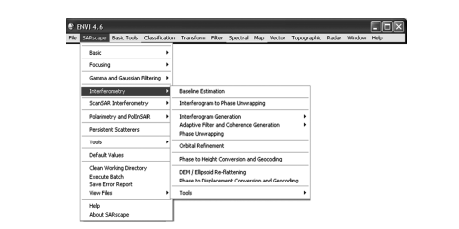 ENVI 4.6
File SARscape Basic Tools Classification Transform Filter Spectral Map Vector Topographic Radar Window Help
Basic
Focusing
Gamma and Gaussian Filtering
Interferometry
ScanSAR Interferometry
Polarimetry and PolInSAR
Persistent Scatterers
Tools
Default Values
Clean Working Directory
Execute Batch
Save Error Report
View Files
Help
About SARscape
Baseline Estimation
Interferogram to Phase Unwrapping
Interferogram Generation
Adaptive Filter and Coherence Generation
Phase Unwrapping
Orbital Refinement
Phase to Height Conversion and Geocoding
DEM / Ellipsoid Re-flattening
Phase to Displacement Conversion and Geocoding
Tools